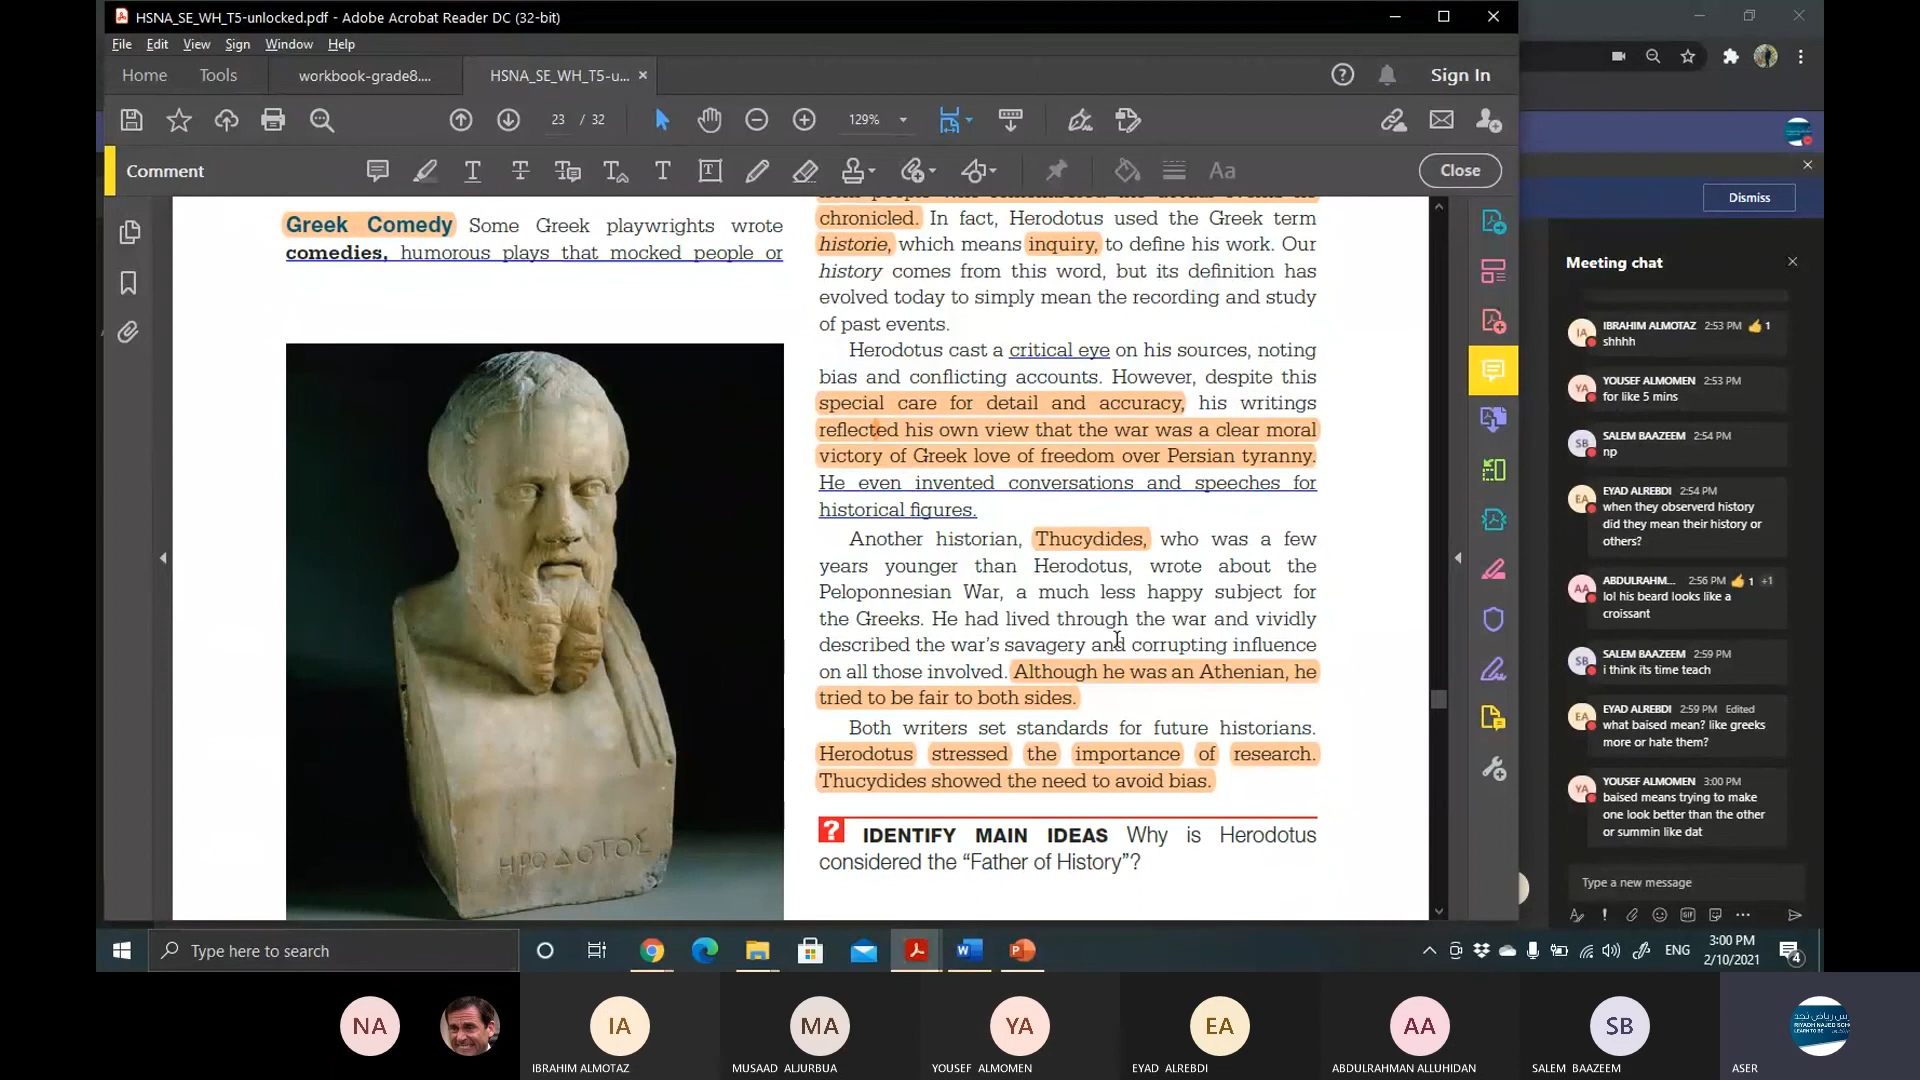 HSNA_SE_WH_T5-unlocked.pdf - Adobe Acrobat Reader DC (32-bit)
File Edit View Sign Window Help
Home Tools workbook-grade8.... HSNA_SE_WH_T5-u... Sign In
23 / 32 129%
Comment Close
Greek Comedy Some Greek playwrights wrote
comedies, humorous plays that mocked people or
ΗΡΟΔΟΤΟΣ
chronicled. In fact, Herodotus used the Greek term
historie, which means inquiry, to define his work. Our
history comes from this word, but its definition has
evolved today to simply mean the recording and study
of past events.
Herodotus cast a critical eye on his sources, noting
bias and conflicting accounts. However, despite this
special care for detail and accuracy, his writings
reflected his own view that the war was a clear moral
victory of Greek love of freedom over Persian tyranny.
He even invented conversations and speeches for
historical figures.
Another historian, Thucydides, who was a few
years younger than Herodotus, wrote about the
Peloponnesian War, a much less happy subject for
the Greeks. He had lived through the war and vividly
described the war's savagery and corrupting influence
on all those involved. Although he was an Athenian, he
tried to be fair to both sides.
Both writers set standards for future historians.
Herodotus stressed the importance of research.
Thucydides showed the need to avoid bias.
? IDENTIFY MAIN IDEAS Why is Herodotus
considered the “Father of History”?
Dismiss
Meeting chat
IA IBRAHIM ALMOTAZ 2:53 PM 👍 1
shhhh
YA YOUSEF ALMOMEN 2:53 PM
for like 5 mins
SB SALEM BAAZEEM 2:54 PM
np
EA EYAD ALREBDI 2:54 PM
when they observerd history
did they mean their history or
others?
AA ABDULRAHM... 2:56 PM 👍 1 +1
lol his beard looks like a
croissant
SB SALEM BAAZEEM 2:59 PM
i think its time teach
EA EYAD ALREBDI 2:59 PM Edited
what baised mean? like greeks
more or hate them?
YA YOUSEF ALMOMEN 3:00 PM
baised means trying to make
one look better than the other
or summin like dat
Type a new message
Type here to search
ENG
3:00 PM
2/10/2021
4
NA IA MA YA EA AA SB
IBRAHIM ALMOTAZ MUSAAD ALJURBUA YOUSEF ALMOMEN EYAD ALREBDI ABDULRAHMAN ALLUHIDAN SALEM BAAZEEM ASER